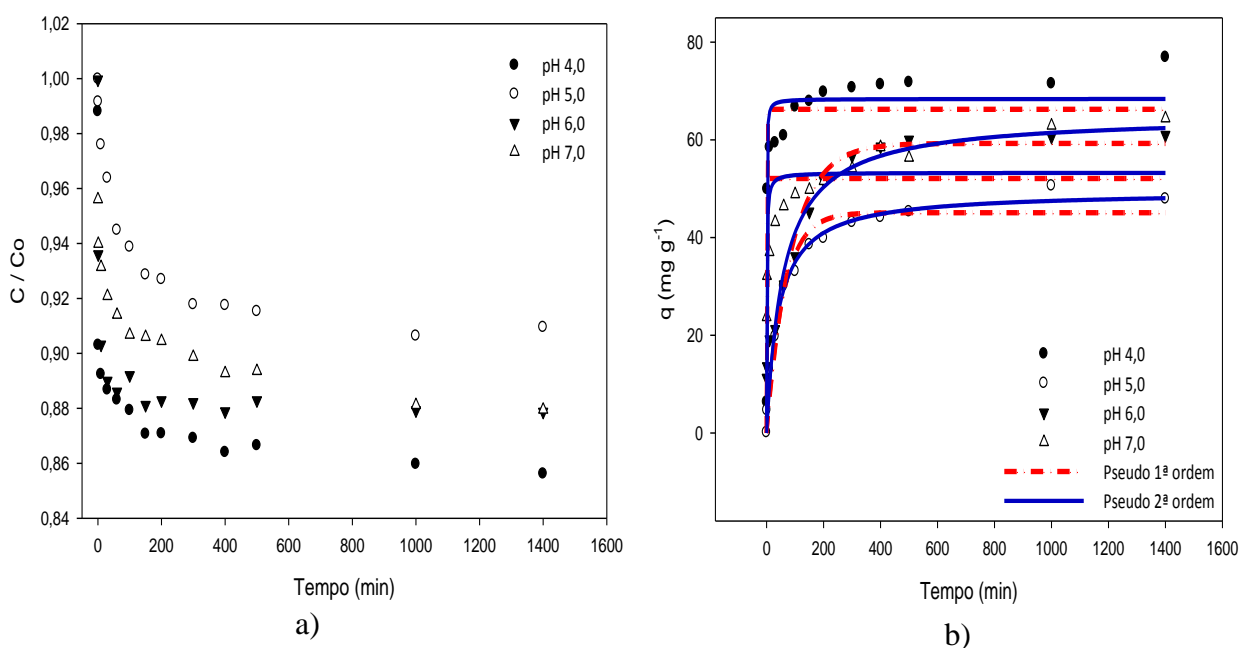 1,02
1,00
0,98
0,96
0,94
0,92
0,90
0,88
0,86
0,84
C / Co
pH 4,0
pH 5,0
pH 6,0
pH 7,0
0 200 400 600 800 1000 1200 1400 1600
Tempo (min)
a)
80
60
40
20
0
q (mg g⁻¹)
pH 4,0
pH 5,0
pH 6,0
pH 7,0
Pseudo 1ª ordem
Pseudo 2ª ordem
0 200 400 600 800 1000 1200 1400 1600
Tempo (min)
b)